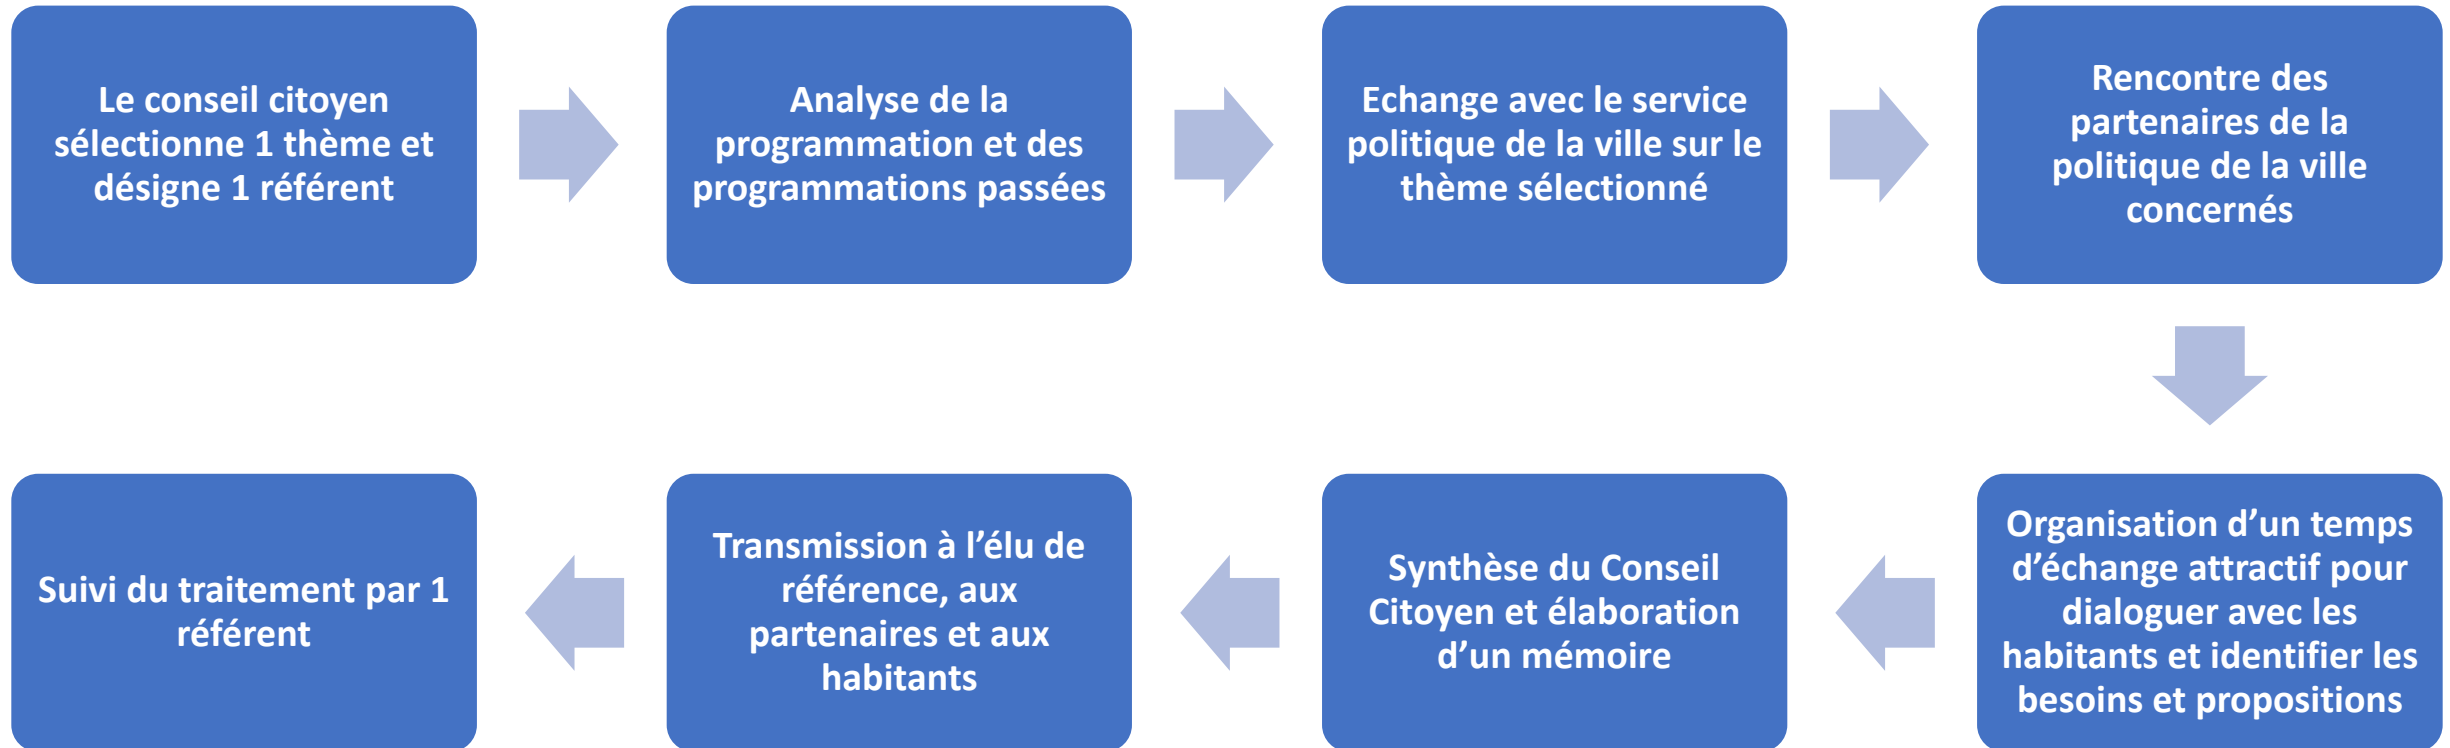 Le conseil citoyen
sélectionne 1 thème et
désigne 1 référent
Analyse de la
programmation et des
programmations passées
Echange avec le service
politique de la ville sur le
thème sélectionné
Rencontre des
partenaires de la
politique de la ville
concernés
Organisation d’un temps
d’échange attractif pour
dialoguer avec les
habitants et identifier les
besoins et propositions
Synthèse du Conseil
Citoyen et élaboration
d’un mémoire
Transmission à l’élu de
référence, aux
partenaires et aux
habitants
Suivi du traitement par 1
référent